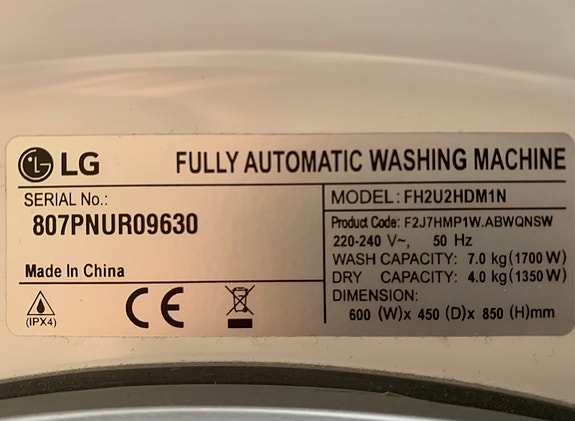 LG FULLY AUTOMATIC WASHING MACHINE
SERIAL No.:
807PNUR09630
Made In China
(IPX4)
CE
MODEL: FH2U2HDM1N
Product Code: F2J7HMP1W.ABWQNSW
220-240 V~, 50 Hz
WASH CAPACITY: 7.0 kg(1700 W)
DRY CAPACITY: 4.0 kg(1350 W)
DIMENSION:
600 (W)x 450 (D)x 850 (H)mm